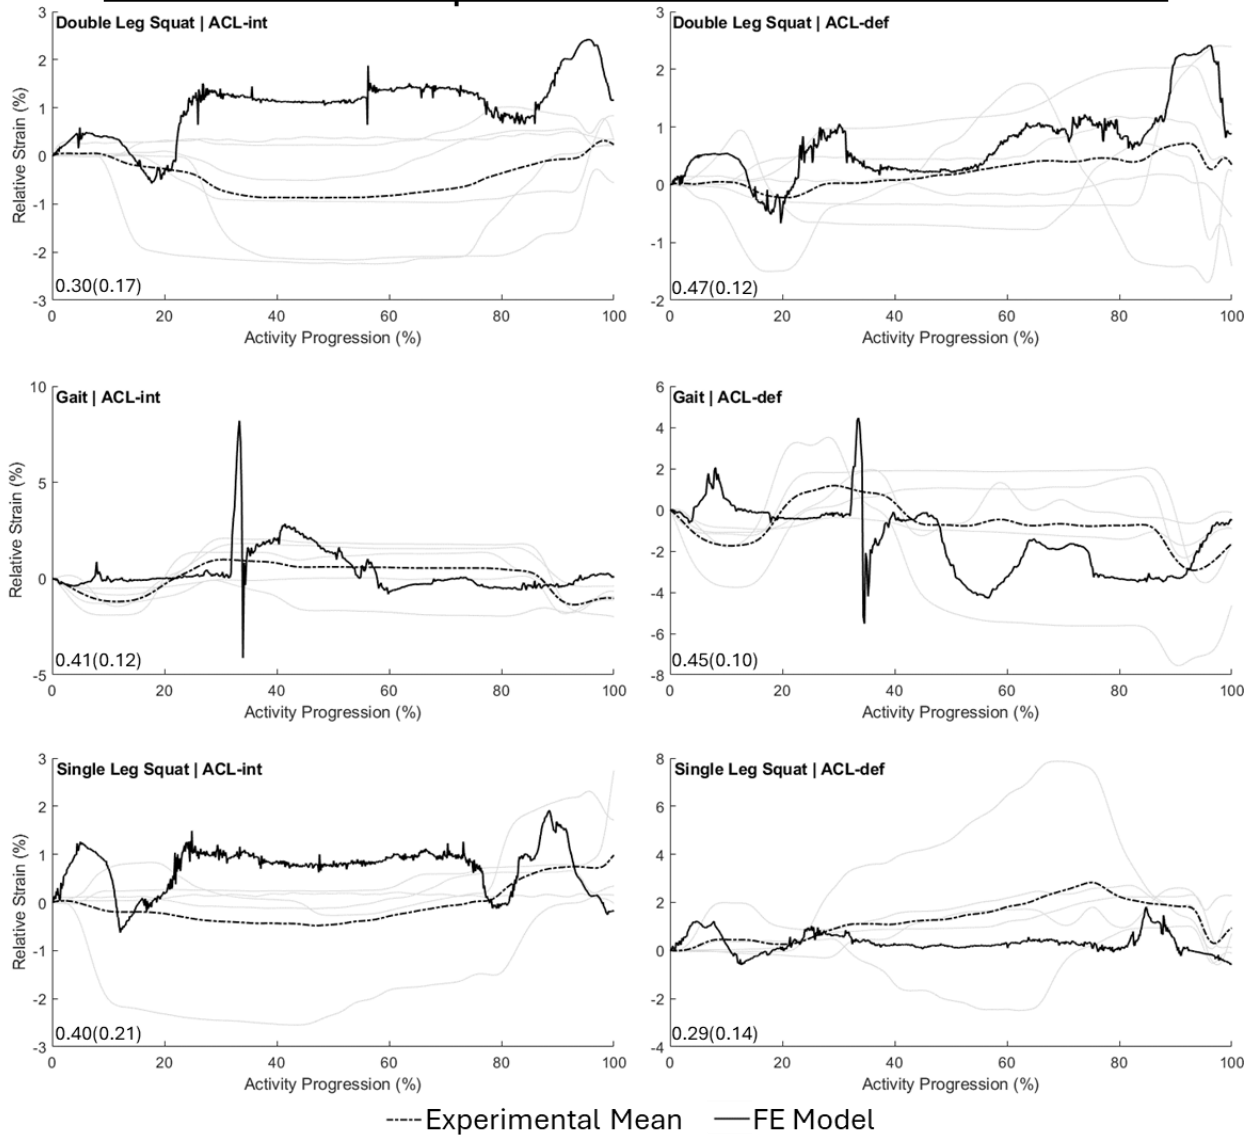 Double Leg Squat | ACL-int
Relative Strain (%)
3
2
1
0
-1
-2
-3
0.30(0.17)
0 20 40 60 80 100
Activity Progression (%)
Double Leg Squat | ACL-def
3
2
1
0
-1
-2
0.47(0.12)
0 20 40 60 80 100
Activity Progression (%)
Gait | ACL-int
Relative Strain (%)
10
5
0
-5
0.41(0.12)
0 20 40 60 80 100
Activity Progression (%)
Gait | ACL-def
6
4
2
0
-2
-4
-6
-8
0.45(0.10)
0 20 40 60 80 100
Activity Progression (%)
Single Leg Squat | ACL-int
Relative Strain (%)
3
2
1
0
-1
-2
-3
0.40(0.21)
0 20 40 60 80 100
Activity Progression (%)
Single Leg Squat | ACL-def
8
6
4
2
0
-2
-4
0.29(0.14)
0 20 40 60 80 100
Activity Progression (%)
Experimental Mean FE Model